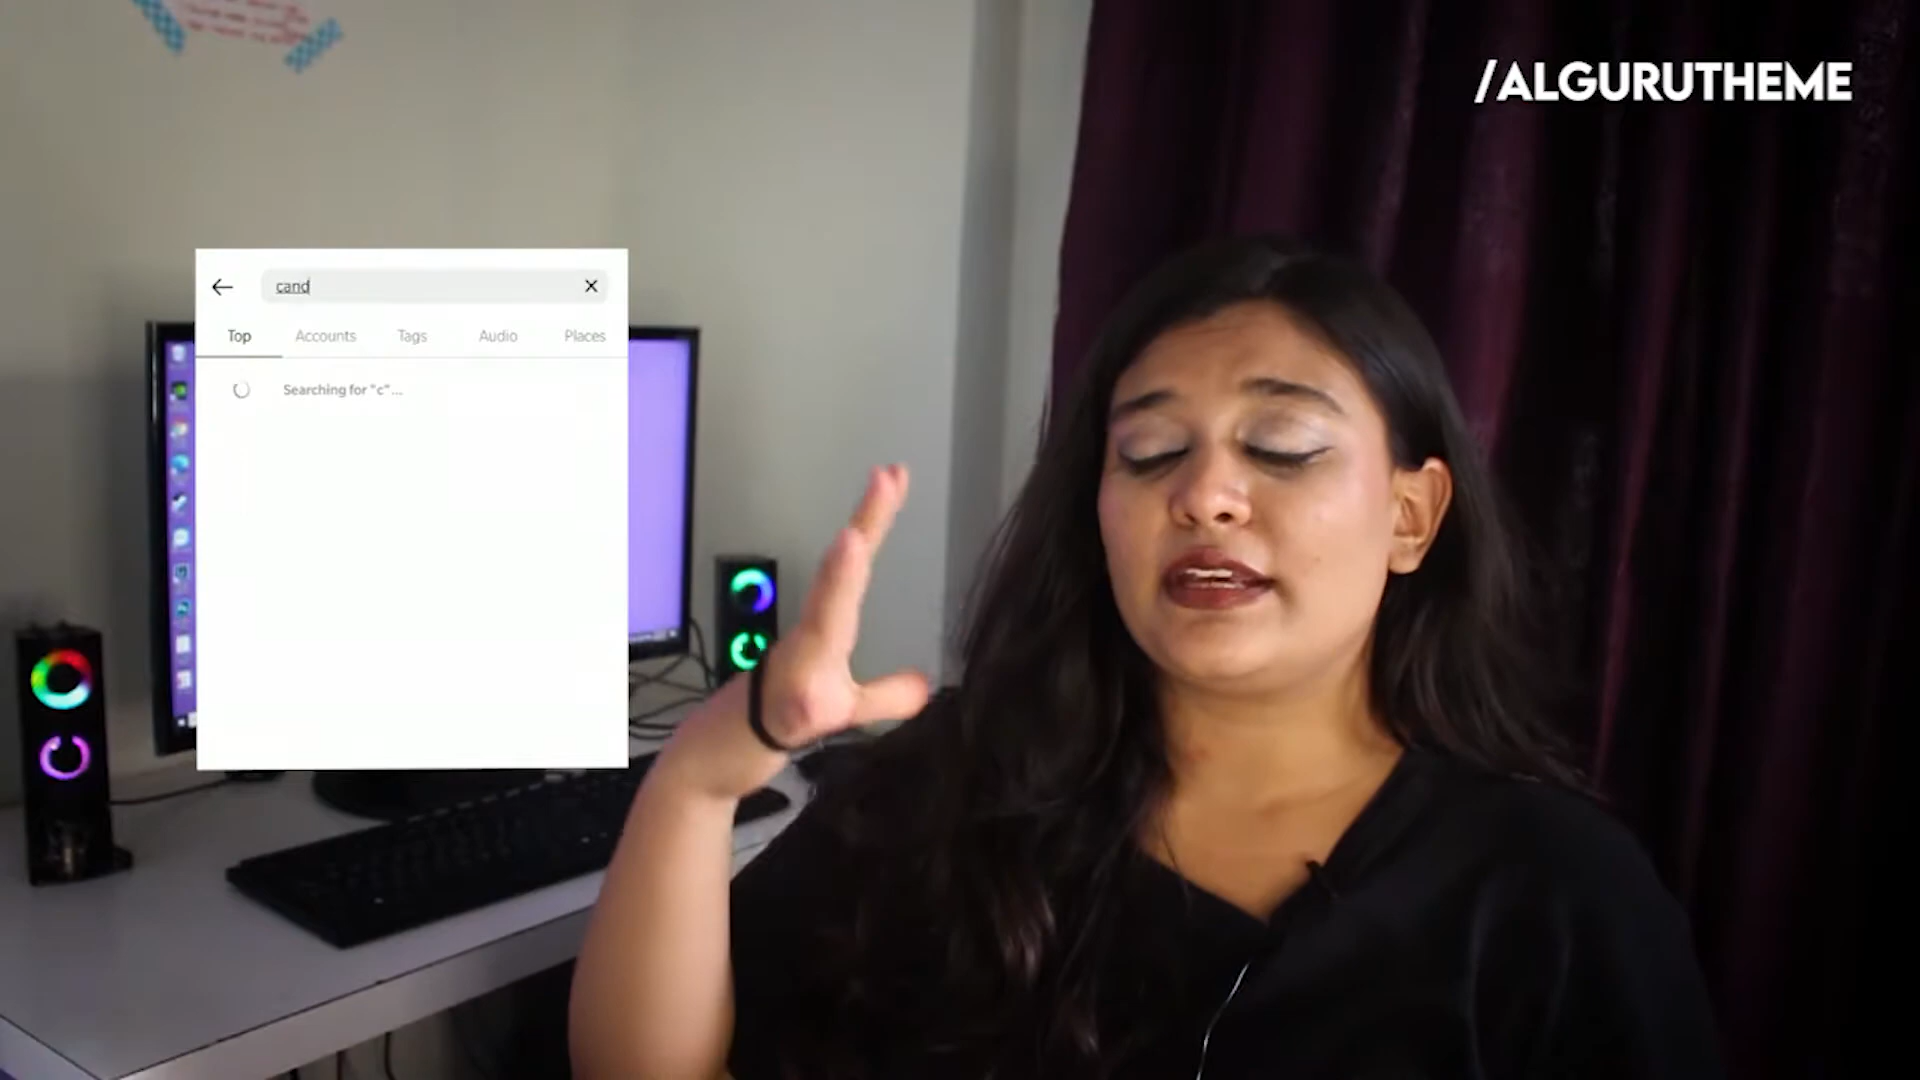 /ALGURUTHEME
cand
Top Accounts Tags Audio Places
Searching for "c"...